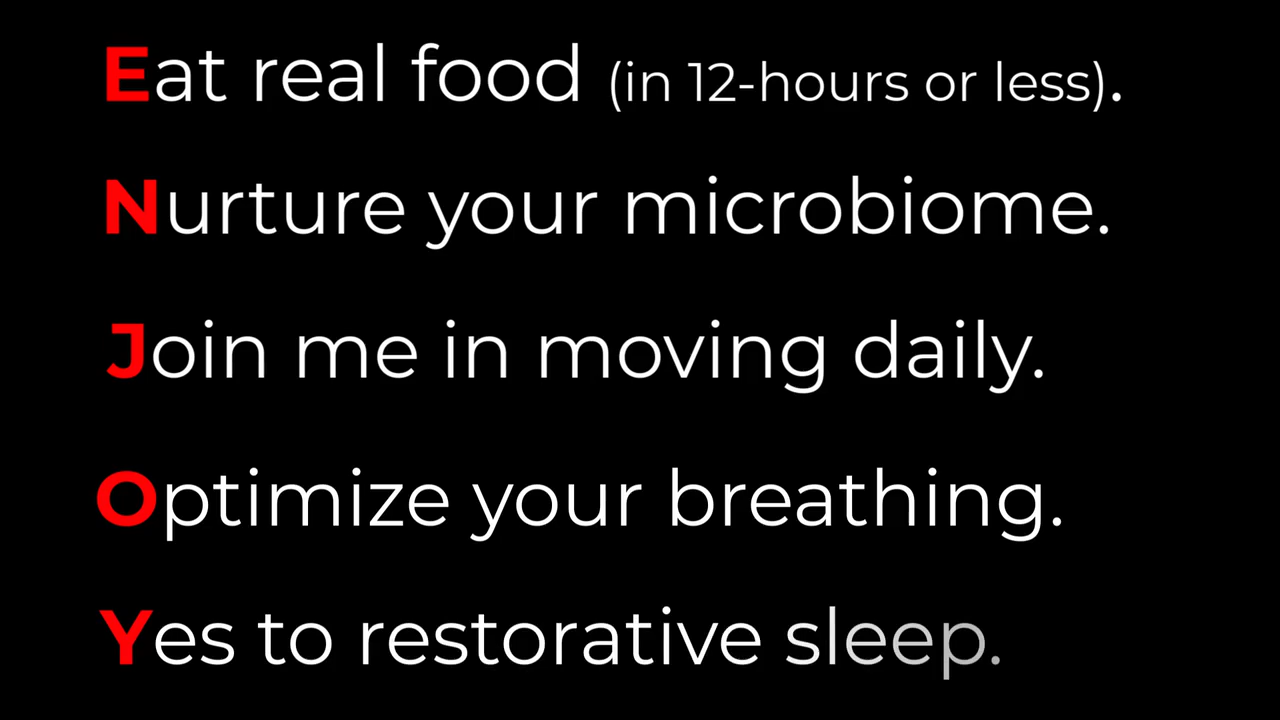 Eat real food (in 12-hours or less).
Nurture your microbiome.
Join me in moving daily.
Optimize your breathing.
Yes to restorative sleep.